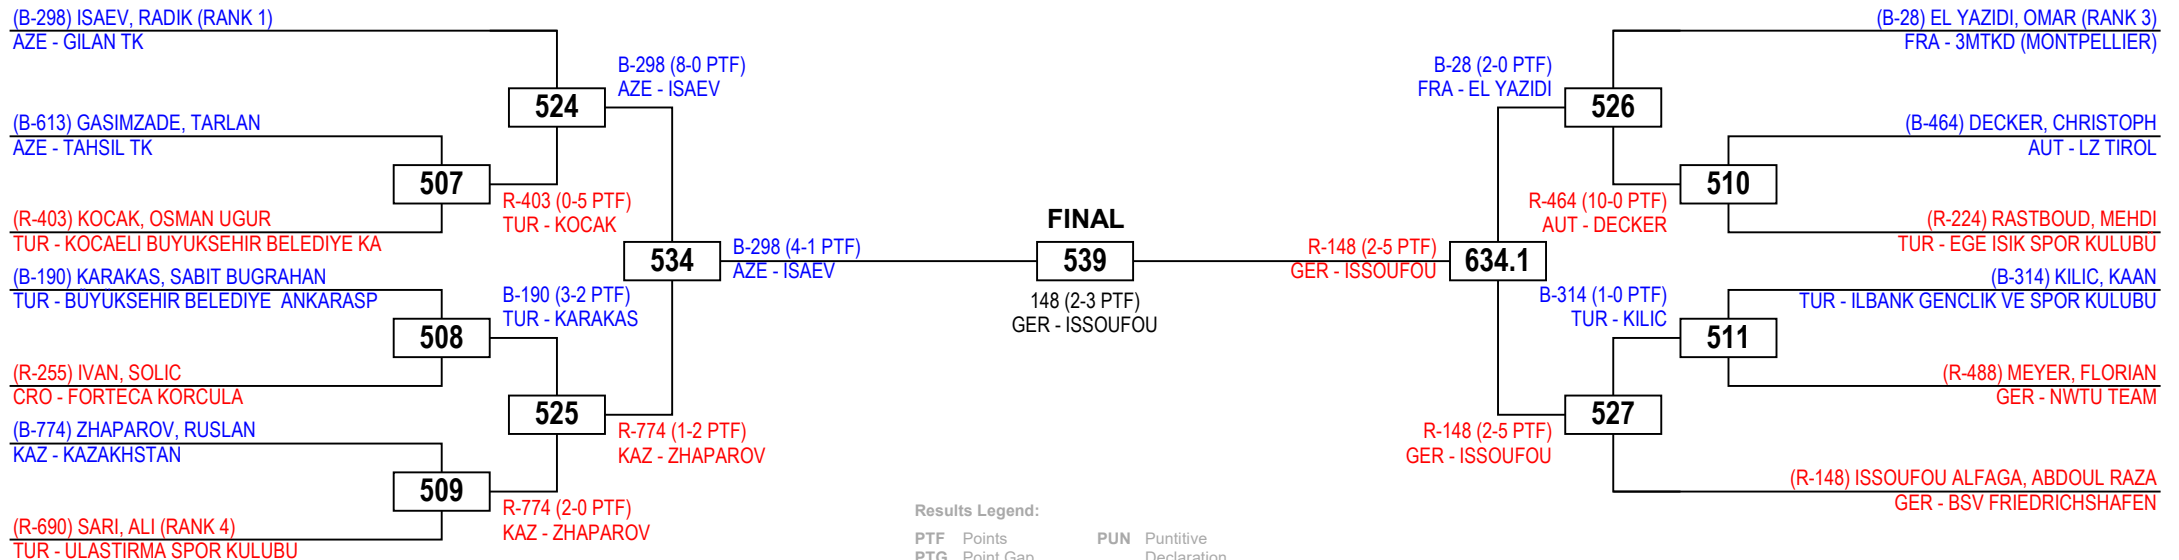 (B-298) ISAEV, RADIK (RANK 1)
AZE - GILAN TK
(B-613) GASIMZADE, TARLAN
AZE - TAHSIL TK
(R-403) KOCAK, OSMAN UGUR
TUR - KOCAELI BUYUKSEHIR BELEDIYE KA
(B-190) KARAKAS, SABIT BUGRAHAN
TUR - BÜYÜKSEHIR BELEDIYE  ANKARASP
(R-255) IVAN, SOLIC
CRO - FORTECA KORCULA
(B-774) ZHAPAROV, RUSLAN
KAZ - KAZAKHSTAN
(R-690) SARI, ALI (RANK 4)
TUR - ULASTIRMA SPOR KULUBU
507
508
509
R-403 (0-5 PTF)
TUR - KOCAK
B-190 (3-2 PTF)
TUR - KARAKAS
R-774 (2-0 PTF)
KAZ - ZHAPAROV
524
525
B-298 (8-0 PTF)
AZE - ISAEV
R-774 (1-2 PTF)
KAZ - ZHAPAROV
534
B-298 (4-1 PTF)
AZE - ISAEV
FINAL
539
148 (2-3 PTF)
GER - ISSOUFOU
R-148 (2-5 PTF)
GER - ISSOUFOU
634.1
B-28 (2-0 PTF)
FRA - EL YAZIDI
R-148 (2-5 PTF)
GER - ISSOUFOU
526
527
R-464 (10-0 PTF)
AUT - DECKER
B-314 (1-0 PTF)
TUR - KILIC
510
511
(B-28) EL YAZIDI, OMAR (RANK 3)
FRA - 3MTKD (MONTPELLIER)
(B-464) DECKER, CHRISTOPH
AUT - LZ TIROL
(R-224) RASTBOUD, MEHDI
TUR - EGE ISIK SPOR KULUBU
(B-314) KILIC, KAAN
TUR - ILBANK GENCLIK VE SPOR KULUBU
(R-488) MEYER, FLORIAN
GER - NWTU TEAM
(R-148) ISSOUFOU ALFAGA, ABDOUL RAZA
GER - BSV FRIEDRICHSHAFEN
Results Legend:
PTF Points PUN Puntitive
PTG Point Gap Declaration